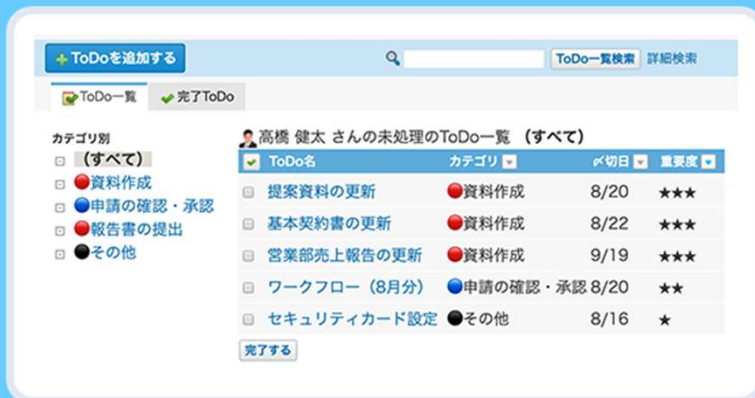 ToDoを追加する
ToDo一覧検索 詳細検索
ToDo一覧 完了ToDo
カテゴリ別
(すべて)
資料作成
申請の確認・承認
報告書の提出
その他
高橋 健太 さんの未処理のToDo一覧 (すべて)
ToDo名 カテゴリ 〆切日 重要度
提案資料の更新 資料作成 8/20 ★★★
基本契約書の更新 資料作成 8/22 ★★★
営業部売上報告の更新 資料作成 9/19 ★★★
ワークフロー（8月分） 申請の確認・承認 8/20 ★★
セキュリティカード設定 その他 8/16 ★
完了する